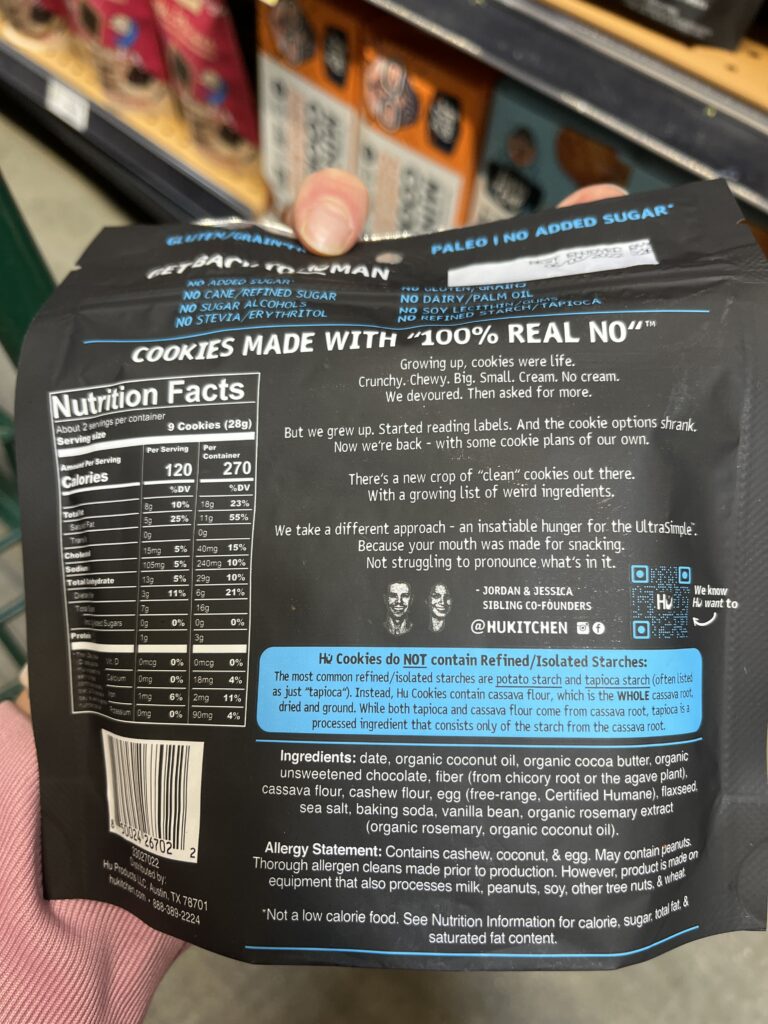 PALEO | NO ADDED SUGAR*
GET BACK TO HUMAN
NO ADDED SUGAR*
NO CANE/REFINED SUGAR
NO SUGAR ALCOHOLS
NO STEVIA/ERYTHRITOL
NO GLUTEN, GRAINS
NO DAIRY/PALM OIL
NO SOY LECITHIN/GUMS
NO REFINED STARCH/TAPIOCA
COOKIES MADE WITH "100% REAL NO"™
Growing up, cookies were life.
Crunchy. Chewy. Big. Small. Cream. No cream.
We devoured. Then asked for more.
But we grew up. Started reading labels. And the cookie options shrank.
Now we're back - with some cookie plans of our own.
There's a new crop of "clean" cookies out there.
With a growing list of weird ingredients.
We take a different approach - an insatiable hunger for the UltraSimple™.
Because your mouth was made for snacking.
Not struggling to pronounce what's in it.
- JORDAN & JESSICA
SIBLING CO-FOUNDERS
@HUKITCHEN
Hu
We know
Hu want to
Nutrition Facts
About 2 servings per container
Serving size 9 Cookies (28g)
Amount Per Serving
Per Serving Per Container
Calories 120 270
%DV %DV
8g 10% 18g 23%
5g 25% 11g 55%
0g 0g
15mg 5% 40mg 15%
105mg 5% 240mg 10%
13g 5% 29g 10%
3g 11% 6g 21%
7g 16g
Sugars 0g 0% 0g 0%
1g 3g
Vit. D 0mcg 0% 0mcg 0%
Calcium 0mg 0% 18mg 4%
1mg 6% 2mg 11%
0mg 0% 90mg 4%
Hu Cookies do NOT contain Refined/Isolated Starches:
The most common refined/isolated starches are potato starch and tapioca starch (often listed
as just "tapioca"). Instead, Hu Cookies contain cassava flour, which is the WHOLE cassava root,
dried and ground. While both tapioca and cassava flour come from cassava root, tapioca is a
processed ingredient that consists only of the starch from the cassava root.
Ingredients: date, organic coconut oil, organic cocoa butter, organic
unsweetened chocolate, fiber (from chicory root or the agave plant),
cassava flour, cashew flour, egg (free-range, Certified Humane), flaxseed,
sea salt, baking soda, vanilla bean, organic rosemary extract
(organic rosemary, organic coconut oil).
Allergy Statement: Contains cashew, coconut, & egg. May contain peanuts.
Thorough allergen cleans made prior to production. However, product is made on
equipment that also processes milk, peanuts, soy, other tree nuts, & wheat.
*Not a low calorie food. See Nutrition Information for calorie, sugar, total fat, &
saturated fat content.
26702 2
33027022
Distributed by:
Hu Products LLC, Austin, TX 78701
hukitchen.com • 888-389-2224